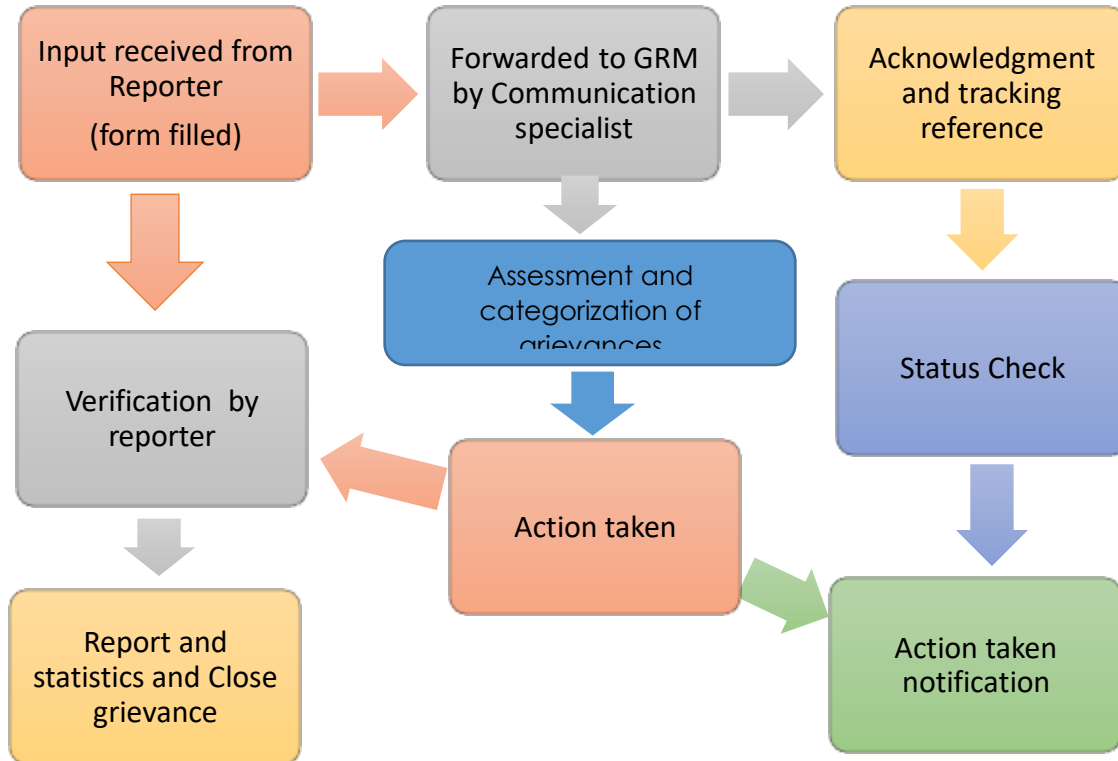 Input received from
Reporter
(form filled)
Forwarded to GRM
by Communication
specialist
Acknowledgment
and tracking
reference
Assessment and
categorization of
grievances
Status Check
Verification by
reporter
Action taken
Report and
statistics and Close
grievance
Action taken
notification